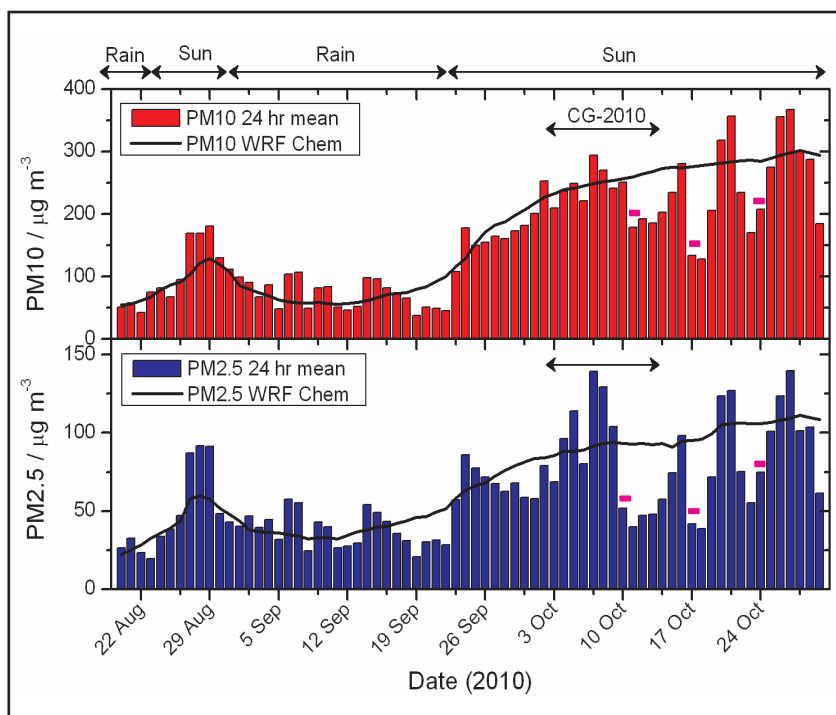 Rain Sun Rain Sun
400
PM10 24 hr mean
PM10 WRF Chem
CG-2010
300
200
100
0
PM10 / µg m⁻³
150
PM2.5 24 hr mean
PM2.5 WRF Chem
100
50
0
PM2.5 / µg m⁻³
22 Aug 29 Aug 5 Sep 12 Sep 19 Sep 26 Sep 3 Oct 10 Oct 17 Oct 24 Oct
Date (2010)